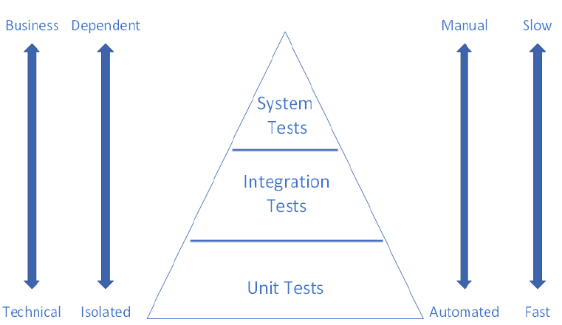 Business Dependent Manual Slow
System
Tests
Integration
Tests
Unit Tests
Technical Isolated Automated Fast